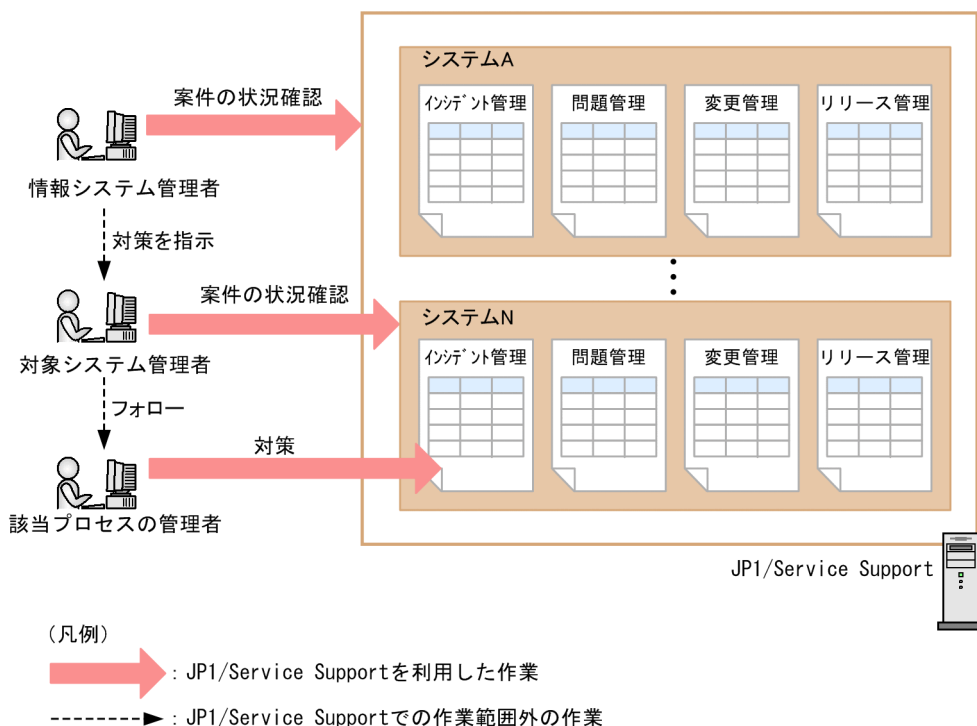 システムA
案件の状況確認
インシデント管理
問題管理
変更管理
リリース管理
情報システム管理者
対策を指示
案件の状況確認
システムN
インシデント管理
問題管理
変更管理
リリース管理
対象システム管理者
フォロー
対策
該当プロセスの管理者
JP1/Service Support
(凡例)
: JP1/Service Supportを利用した作業
: JP1/Service Supportでの作業範囲外の作業